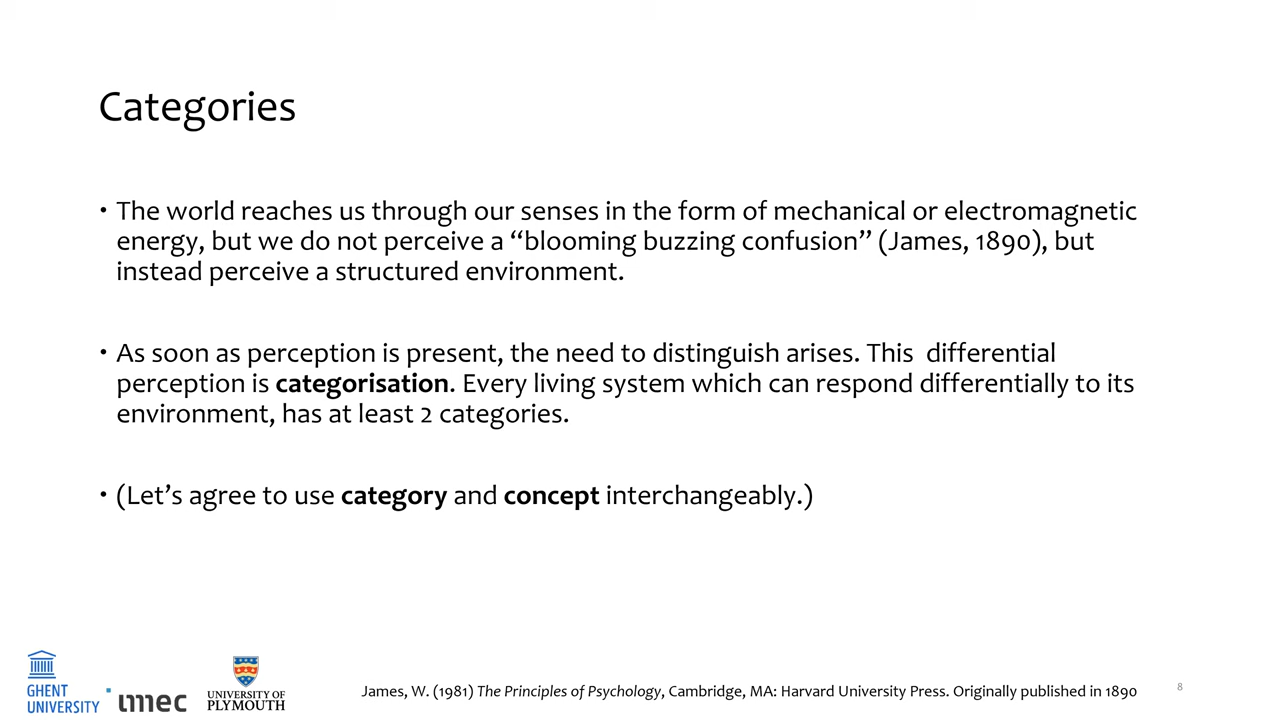 Categories
• The world reaches us through our senses in the form of mechanical or electromagnetic
energy, but we do not perceive a “blooming buzzing confusion” (James, 1890), but
instead perceive a structured environment.
• As soon as perception is present, the need to distinguish arises. This  differential
perception is categorisation. Every living system which can respond differentially to its
environment, has at least 2 categories.
• (Let’s agree to use category and concept interchangeably.)
GHENT
UNIVERSITY
imec
UNIVERSITY OF
PLYMOUTH
James, W. (1981) The Principles of Psychology, Cambridge, MA: Harvard University Press. Originally published in 1890
8